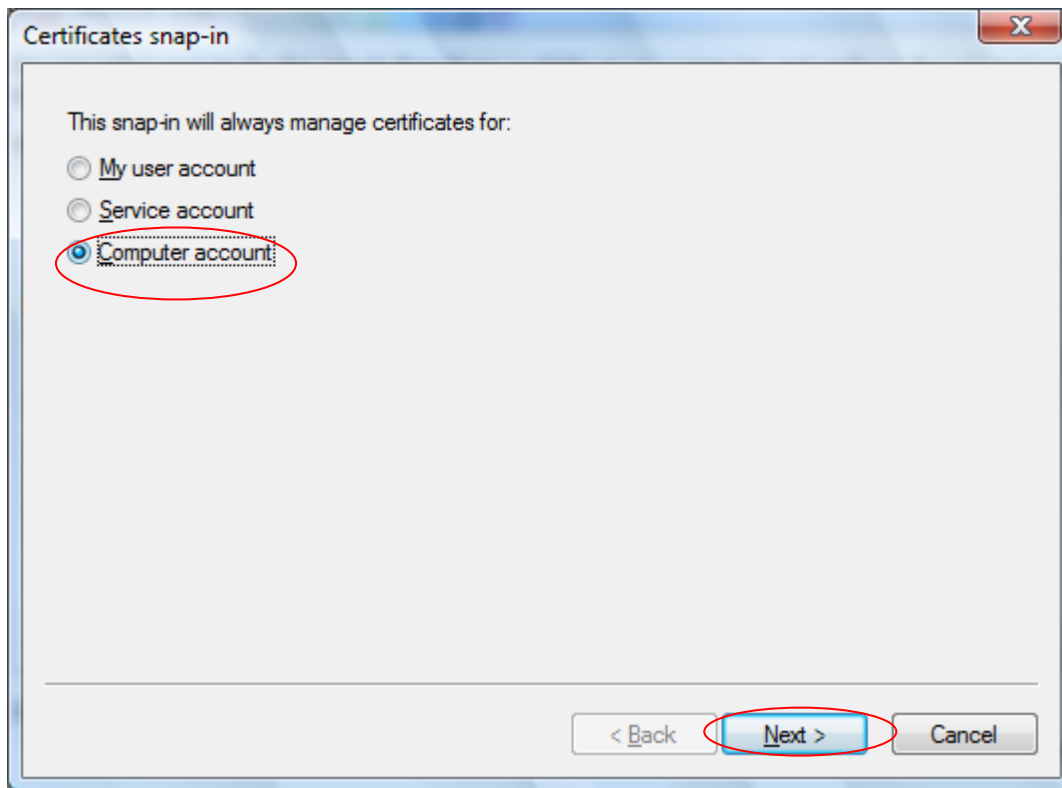 Certificates snap-in
This snap-in will always manage certificates for:
My user account
Service account
Computer account
< Back Next > Cancel